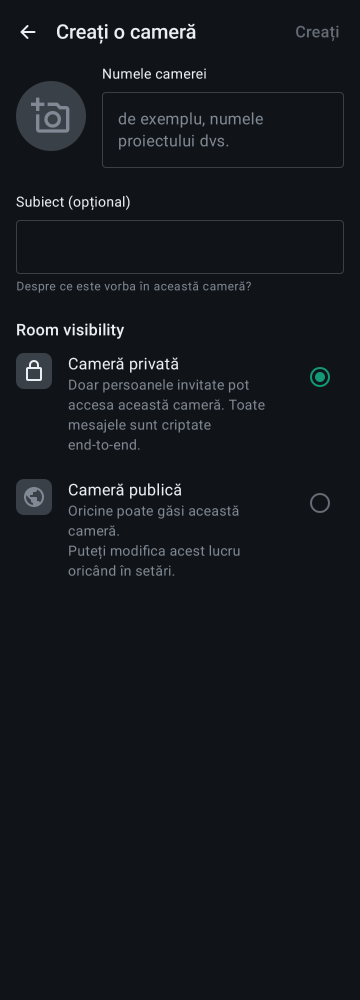 Creați o cameră
Creați
Numele camerei
de exemplu, numele
proiectului dvs.
Subiect (opțional)
Despre ce este vorba în această cameră?
Room visibility
Cameră privată
Doar persoanele invitate pot
accesa această cameră. Toate
mesajele sunt criptate
end-to-end.
Cameră publică
Oricine poate găsi această
cameră.
Puteți modifica acest lucru
oricând în setări.